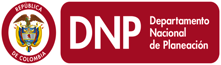 REPÚBLICA
DE COLOMBIA
DNP
Departamento
Nacional
de Planeación